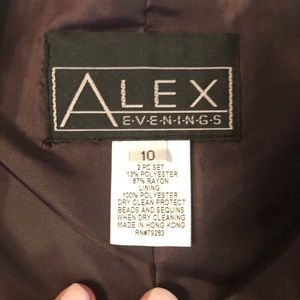 ALEX
E·V·E·N·I·N·G·S
10
2 PC SET
13% POLYESTER
87% RAYON
LINING:
100% POLYESTER
DRY CLEAN PROTECT
BEADS AND SEQUINS
WHEN DRY CLEANING
MADE IN HONG KONG
RN#79283